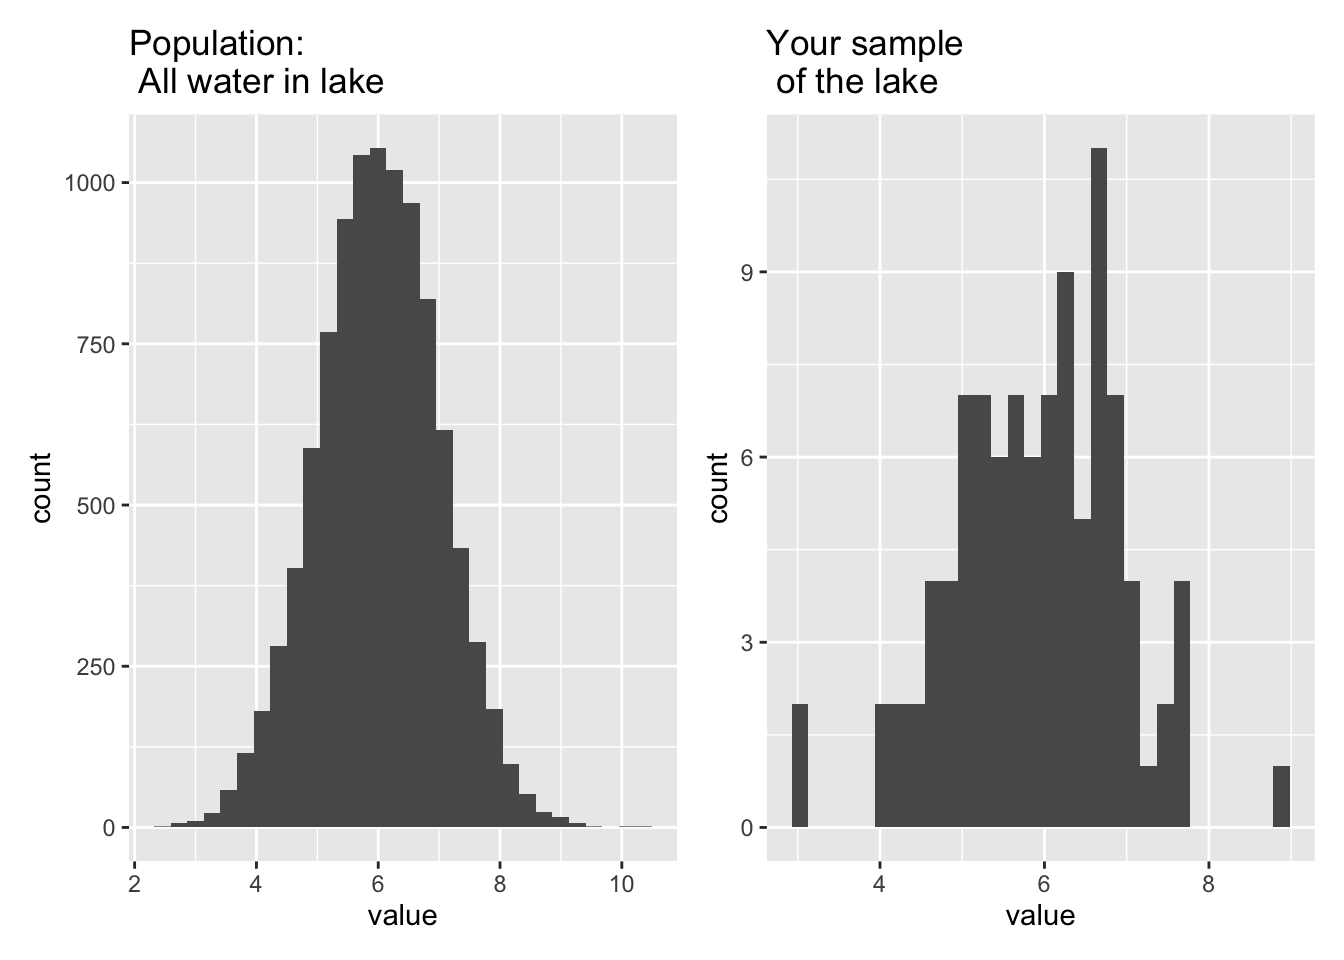 Population:
All water in lake
1000
750
500
250
0
count
2 4 6 8 10
value
Your sample
of the lake
9
6
3
0
count
4 6 8
value